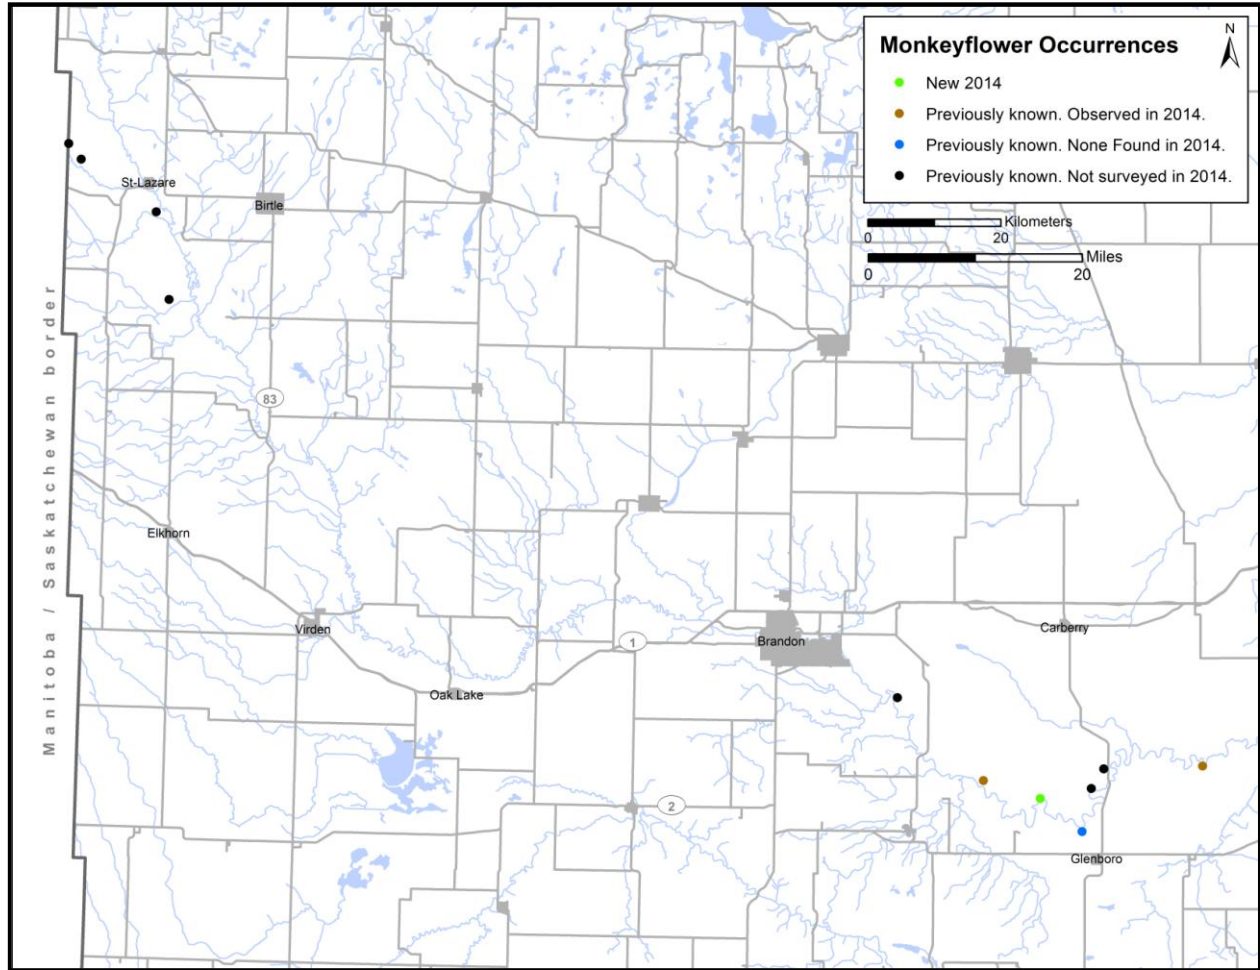 Monkeyflower Occurrences
N
New 2014
Previously known. Observed in 2014.
Previously known. None Found in 2014.
Previously known. Not surveyed in 2014.
Kilometers
0 20
Miles
0 20
St-Lazare
Birtle
Manitoba / Saskatchewan border
83
Elkhorn
Virden
Brandon
Carberry
1
Oak Lake
2
Glenboro